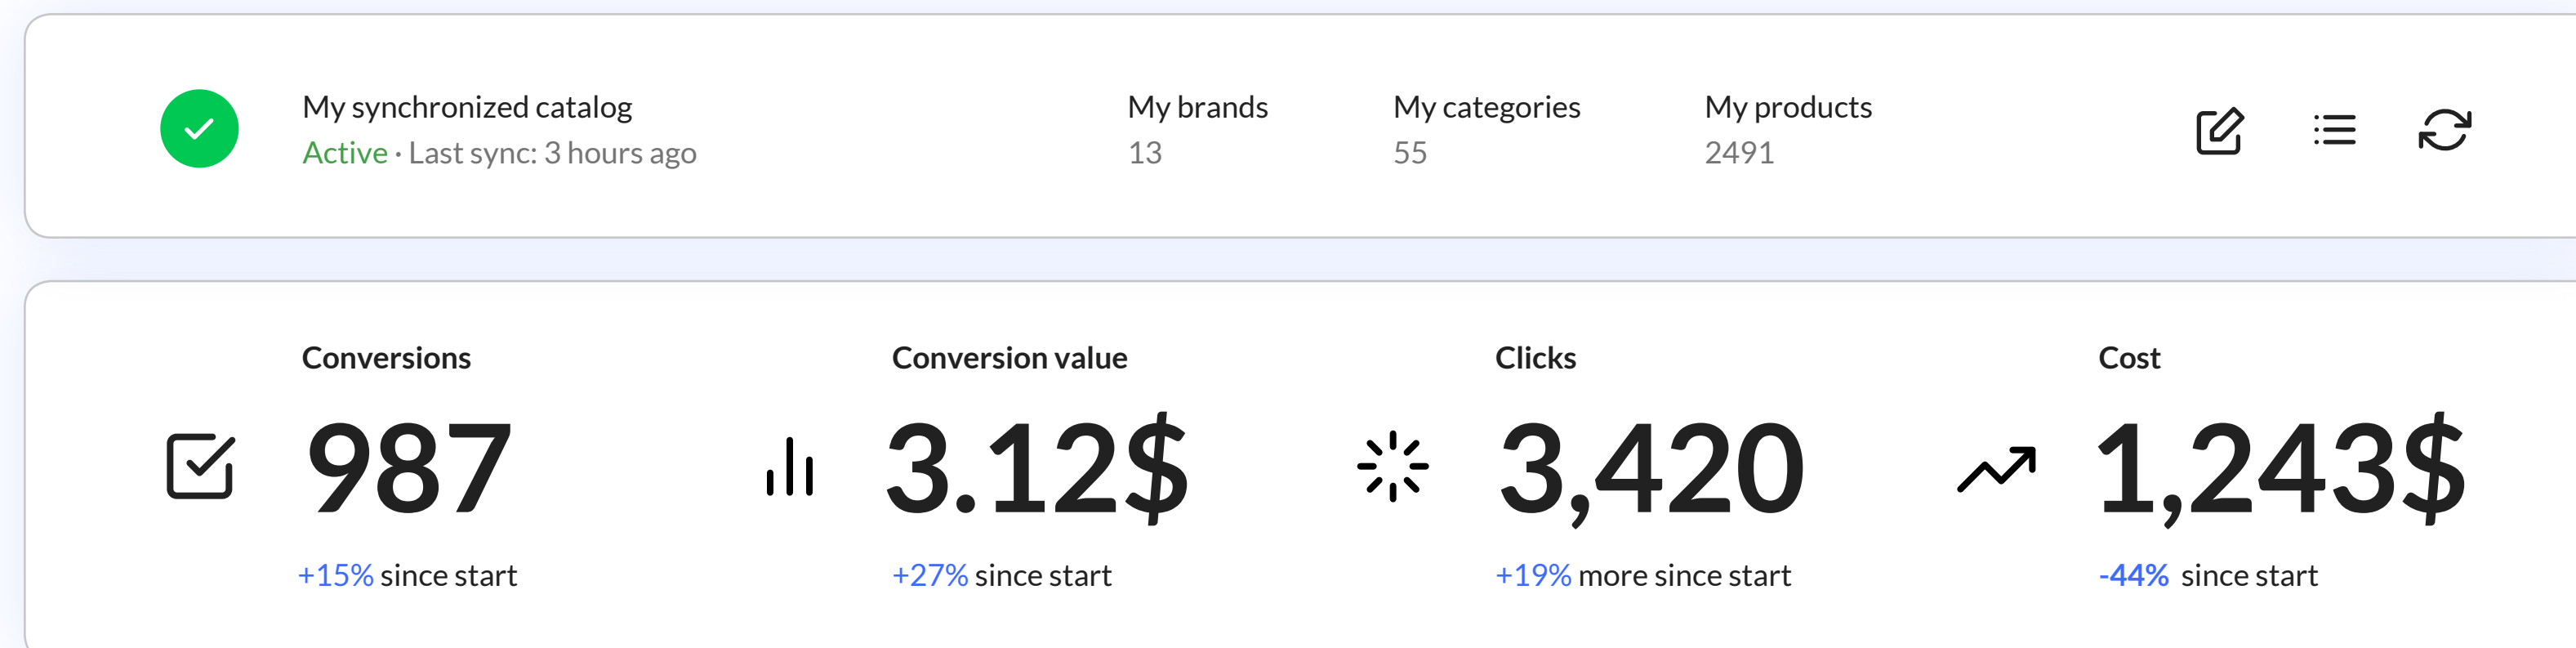 My synchronized catalog
Active · Last sync: 3 hours ago
My brands
13
My categories
55
My products
2491
Conversions
987
+15% since start
Conversion value
3.12$
+27% since start
Clicks
3,420
+19% more since start
Cost
1,243$
-44% since start